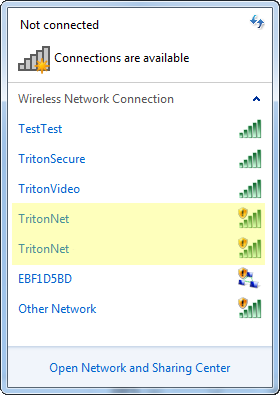 Not connected
Connections are available
Wireless Network Connection
TestTest
TritonSecure
TritonVideo
TritonNet
TritonNet
EBF1D5BD
Other Network
Open Network and Sharing Center